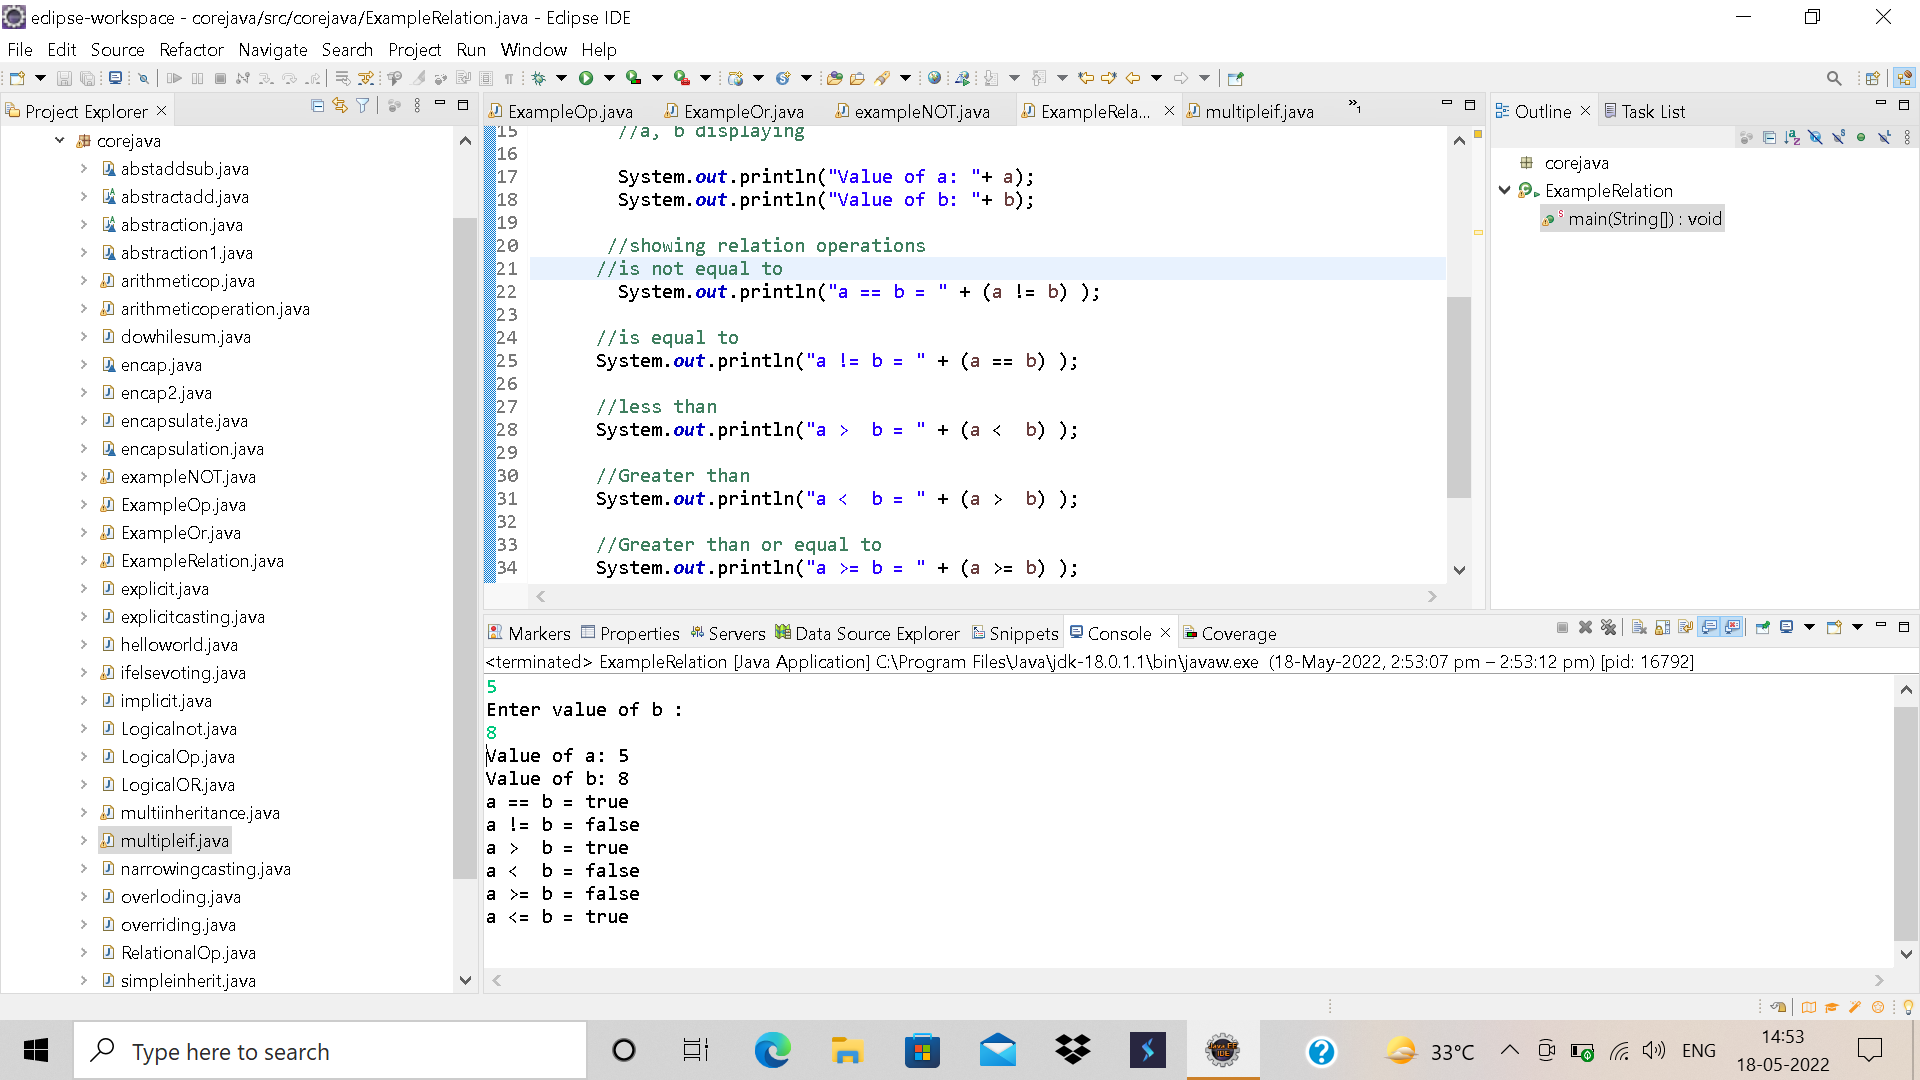 eclipse-workspace - corejava/src/corejava/ExampleRelation.java - Eclipse IDE
File Edit Source Refactor Navigate Search Project Run Window Help
Project Explorer
corejava
abstaddsub.java
abstractadd.java
abstraction.java
abstraction1.java
arithmeticop.java
arithmeticoperation.java
dowhilesum.java
encap.java
encap2.java
encapsulate.java
encapsulation.java
exampleNOT.java
ExampleOp.java
ExampleOr.java
ExampleRelation.java
explicit.java
explicitcasting.java
helloworld.java
ifelsevoting.java
implicit.java
Logicalnot.java
LogicalOp.java
LogicalOR.java
multiinheritance.java
multipleif.java
narrowingcasting.java
overloding.java
overriding.java
RelationalOp.java
simpleinherit.java
ExampleOp.java ExampleOr.java exampleNOT.java ExampleRela... multipleif.java »1
15 //a, b displaying
16
17 System.out.println("Value of a: "+ a);
18 System.out.println("Value of b: "+ b);
19
20 //showing relation operations
21 //is not equal to
22 System.out.println("a == b = " + (a != b) );
23
24 //is equal to
25 System.out.println("a != b = " + (a == b) );
26
27 //less than
28 System.out.println("a >  b = " + (a <  b) );
29
30 //Greater than
31 System.out.println("a <  b = " + (a >  b) );
32
33 //Greater than or equal to
34 System.out.println("a >= b = " + (a >= b) );
Outline Task List
corejava
ExampleRelation
main(String[]) : void
Markers Properties Servers Data Source Explorer Snippets Console Coverage
<terminated> ExampleRelation [Java Application] C:\Program Files\Java\jdk-18.0.1.1\bin\javaw.exe (18-May-2022, 2:53:07 pm – 2:53:12 pm) [pid: 16792]
5
Enter value of b :
8
Value of a: 5
Value of b: 8
a == b = true
a != b = false
a >  b = true
a <  b = false
a >= b = false
a <= b = true
Type here to search
33°C
ENG
14:53
18-05-2022